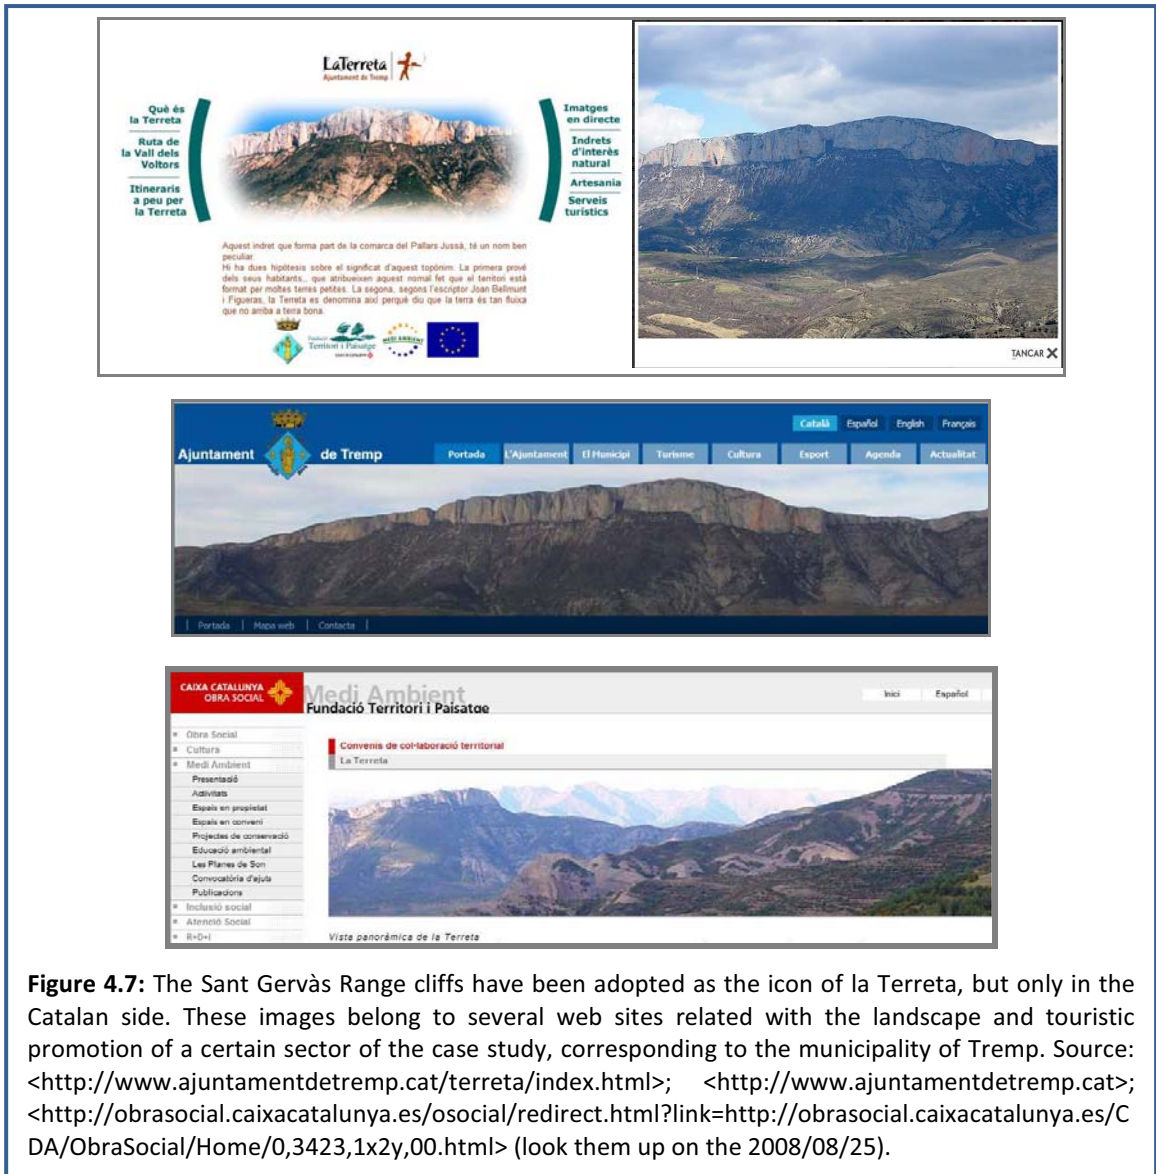 LaTerreta
Ajuntament de Tremp
Què és
la Terreta
Ruta de
la Vall dels
Voltors
Itineraris
a peu per
la Terreta
Imatges
en directe
Indrets
d'interès
natural
Artesania
Serveis
turístics
Aquest indret que forma part de la comarca del Pallars Jussà, té un nom ben
peculiar.
Hi ha dues hipòtesis sobre el significat d'aquest topònim. La primera prové
dels seus habitants., que atribueixen aquest nomal fet que el territori està
format per moltes terres petites. La segona, segons l'escriptor Joan Bellmunt
i Figueras, la Terreta es denomina així perquè diu que la terra és tan fluixa
que no arriba a terra bona.
Fundació
Territori i Paisatge
MEDI AMBIENT
TANCAR X
Català Español English Français
Ajuntament de Tremp
Portada L'Ajuntament El Municipi Turisme Cultura Esport Agenda Actualitat
| Portada | Mapa web | Contacta |
CAIXA CATALUNYA
OBRA SOCIAL
Medi Ambient
Fundació Territori i Paisatge
Inici Español
Obra Social
Cultura
Medi Ambient
Presentació
Activitats
Espais en propietat
Espais en conveni
Projectes de conservació
Educació ambiental
Les Planes de Son
Convocatòria d'ajuts
Publicacions
Inclusió social
Atenció Social
R+D+I
Convenis de col·laboració territorial
La Terreta
Vista panoràmica de la Terreta
Figure 4.7: The Sant Gervàs Range cliffs have been adopted as the icon of la Terreta, but only in the
Catalan side. These images belong to several web sites related with the landscape and touristic
promotion of a certain sector of the case study, corresponding to the municipality of Tremp. Source:
<http://www.ajuntamentdetremp.cat/terreta/index.html>; <http://www.ajuntamentdetremp.cat>;
<http://obrasocial.caixacatalunya.es/osocial/redirect.html?link=http://obrasocial.caixacatalunya.es/C
DA/ObraSocial/Home/0,3423,1x2y,00.html> (look them up on the 2008/08/25).